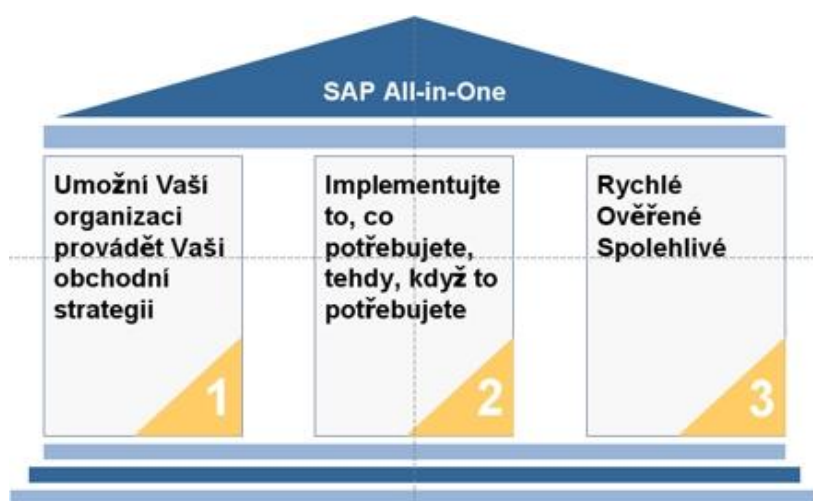 SAP All-in-One
Umožní Vaší
organizaci
provádět Vaši
obchodní
strategii
1
Implementujte
to, co
potřebujete,
tehdy, když to
potřebujete
2
Rychlé
Ověřené
Spolehlivé
3